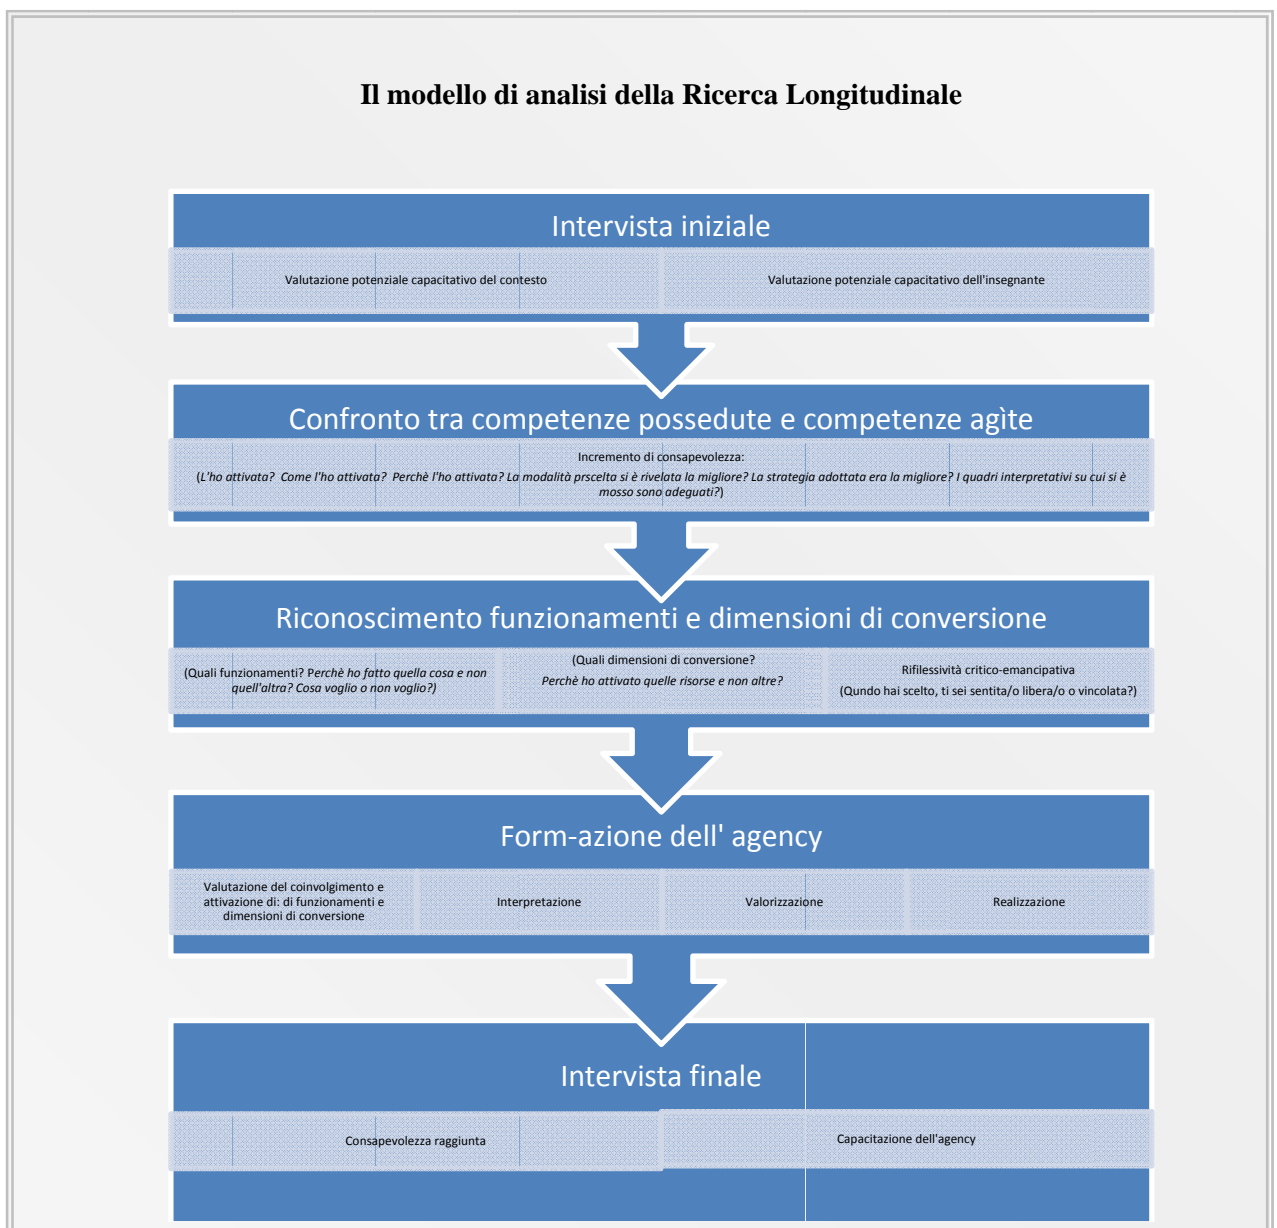 Il modello di analisi della Ricerca Longitudinale
Intervista iniziale
Valutazione potenziale capacitativo del contesto
Valutazione potenziale capacitativo dell'insegnante
Confronto tra competenze possedute e competenze agìte
Incremento di consapevolezza:
(L'ho attivata? Come l'ho attivata? Perchè l'ho attivata? La modalità prscelta si è rivelata la migliore? La strategia adottata era la migliore? I quadri interpretativi su cui si è
mosso sono adeguati?)
Riconoscimento funzionamenti e dimensioni di conversione
(Quali funzionamenti? Perchè ho fatto quella cosa e non
quell'altra? Cosa voglio o non voglio?)
(Quali dimensioni di conversione?
Perchè ho attivato quelle risorse e non altre?
Rifilessività critico-emancipativa
(Qundo hai scelto, ti sei sentita/o libera/o o vincolata?)
Form-azione dell' agency
Valutazione del coinvolgimento e
attivazione di: di funzionamenti e
dimensioni di conversione
Interpretazione
Valorizzazione
Realizzazione
Intervista finale
Consapevolezza raggiunta
Capacitazione dell'agency